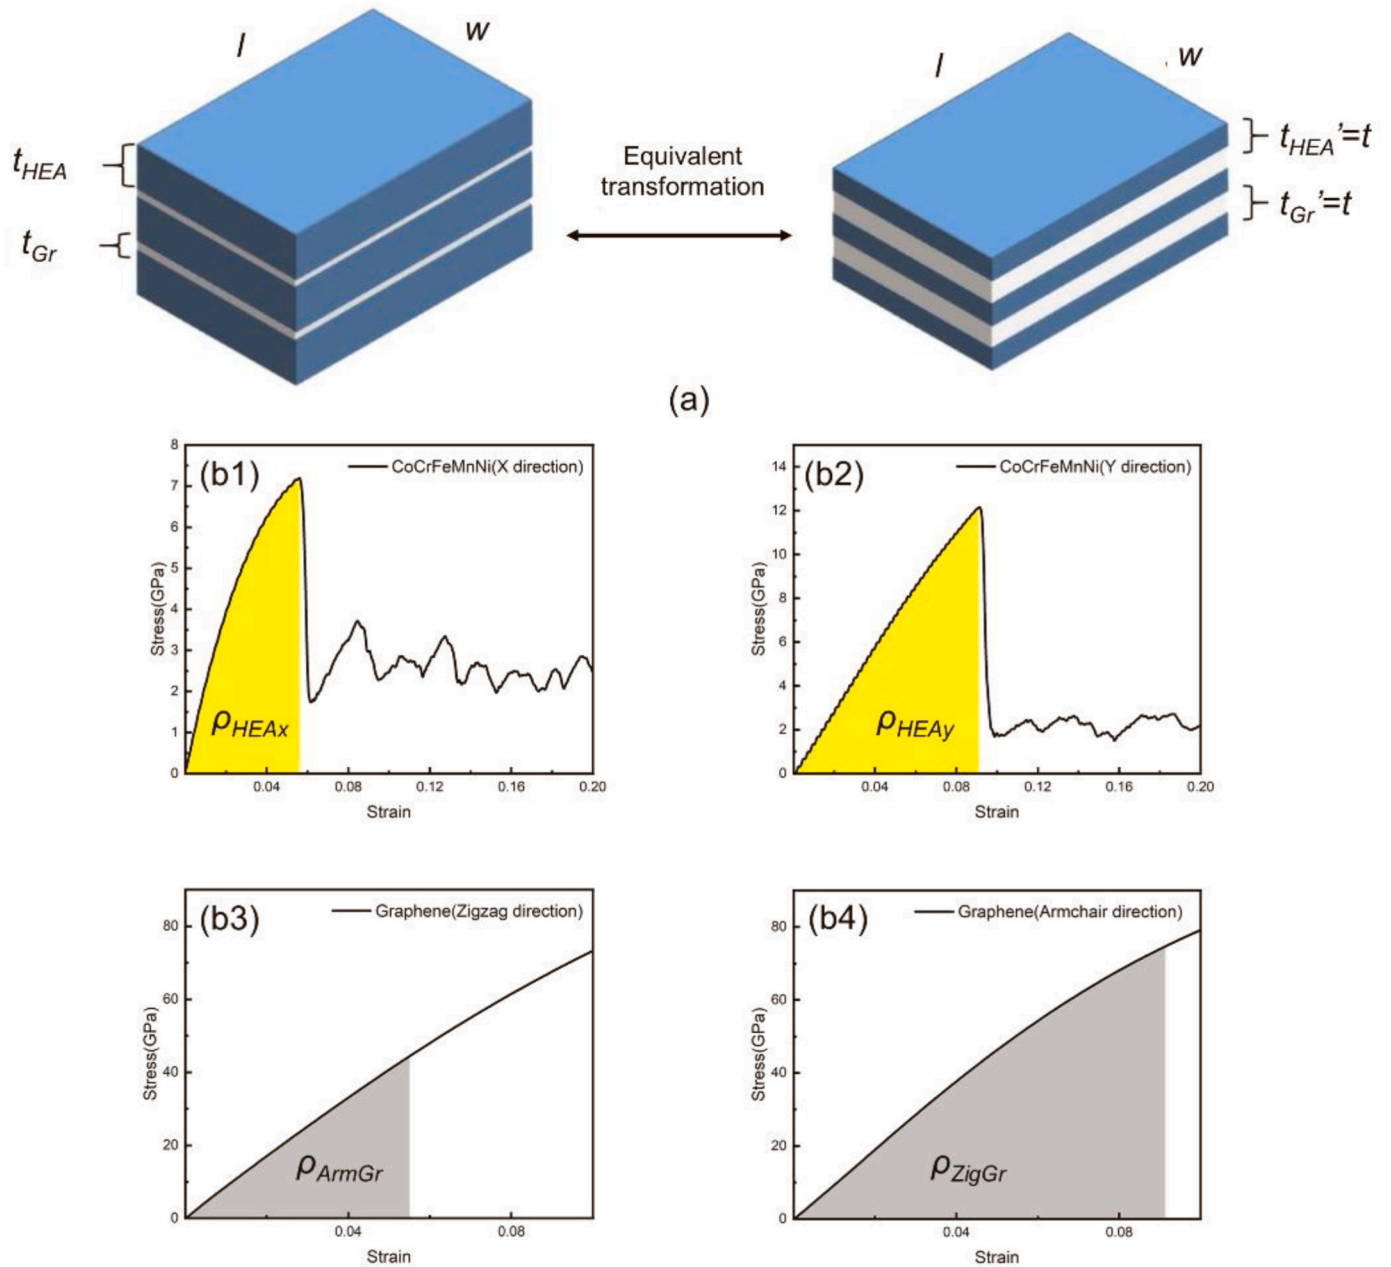 l w l w
t_HEA
t_Gr
Equivalent
transformation
t_HEA'=t
t_Gr'=t
(a)
(b1)
CoCrFeMnNi(X direction)
8
7
6
5
4
3
2
1
0
Stress(GPa)
ρ_HEAx
0.04 0.08 0.12 0.16 0.20
Strain
(b2)
CoCrFeMnNi(Y direction)
14
12
10
8
6
4
2
0
Stress(GPa)
ρ_HEAy
0.04 0.08 0.12 0.16 0.20
Strain
(b3)
Graphene(Zigzag direction)
80
60
40
20
0
Stress(GPa)
ρ_ArmGr
0.04 0.08
Strain
(b4)
Graphene(Armchair direction)
80
60
40
20
0
Stress(GPa)
ρ_ZigGr
0.04 0.08
Strain